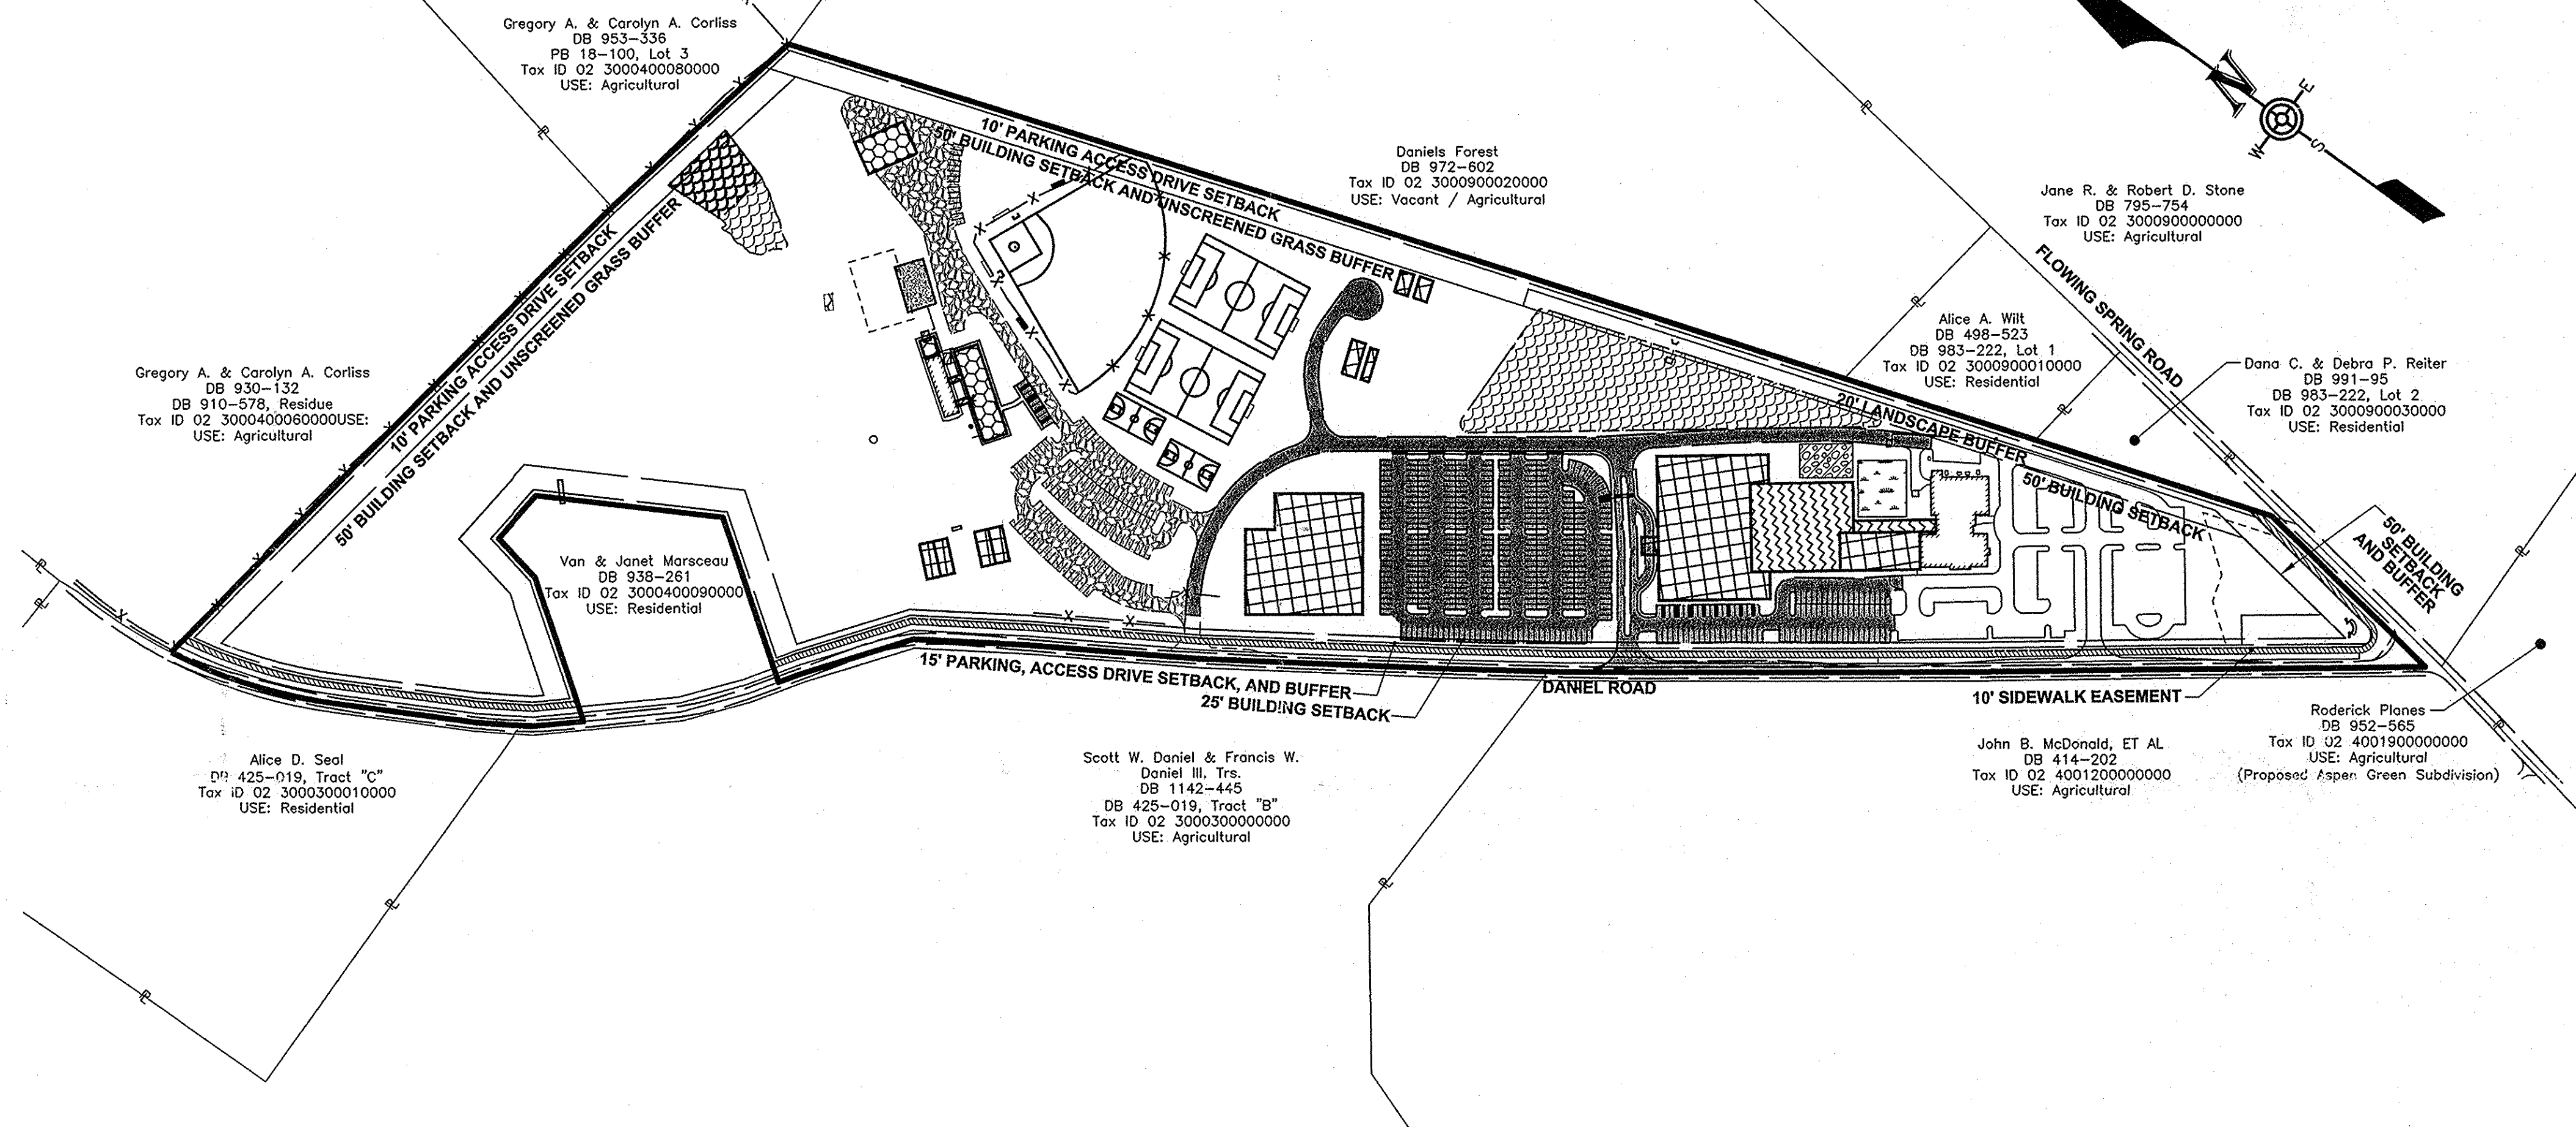 Gregory A. & Carolyn A. Corliss
DB 953-336
PB 18-100, Lot 3
Tax ID 02 3000400080000
USE: Agricultural
N
E
W
S
10' PARKING ACCESS DRIVE SETBACK
50' BUILDING SETBACK AND UNSCREENED GRASS BUFFER
Daniels Forest
DB 972-602
Tax ID 02 3000900020000
USE: Vacant / Agricultural
Jane R. & Robert D. Stone
DB 795-754
Tax ID 02 3000900000000
USE: Agricultural
FLOWING SPRING ROAD
Alice A. Wilt
DB 498-523
DB 983-222, Lot 1
Tax ID 02 3000900010000
USE: Residential
Dana C. & Debra P. Reiter
DB 991-95
DB 983-222, Lot 2
Tax ID 02 3000900030000
USE: Residential
Gregory A. & Carolyn A. Corliss
DB 930-132
DB 910-578, Residue
Tax ID 02 3000400060000USE:
USE: Agricultural
10' PARKING ACCESS DRIVE SETBACK
50' BUILDING SETBACK AND UNSCREENED GRASS BUFFER
20' LANDSCAPE BUFFER
50' BUILDING SETBACK
50' BUILDING
SETBACK
AND BUFFER
Van & Janet Marsceau
DB 938-261
Tax ID 02 3000400090000
USE: Residential
15' PARKING, ACCESS DRIVE SETBACK, AND BUFFER
25' BUILDING SETBACK
DANIEL ROAD
10' SIDEWALK EASEMENT
Roderick Planes
DB 952-565
Tax ID 02 4001900000000
USE: Agricultural
(Proposed Aspen Green Subdivision)
John B. McDonald, ET AL
DB 414-202
Tax ID 02 4001200000000
USE: Agricultural
Alice D. Seal
DB 425-019, Tract "C"
Tax ID 02 3000300010000
USE: Residential
Scott W. Daniel & Francis W.
Daniel III, Trs.
DB 1142-445
DB 425-019, Tract "B"
Tax ID 02 3000300000000
USE: Agricultural